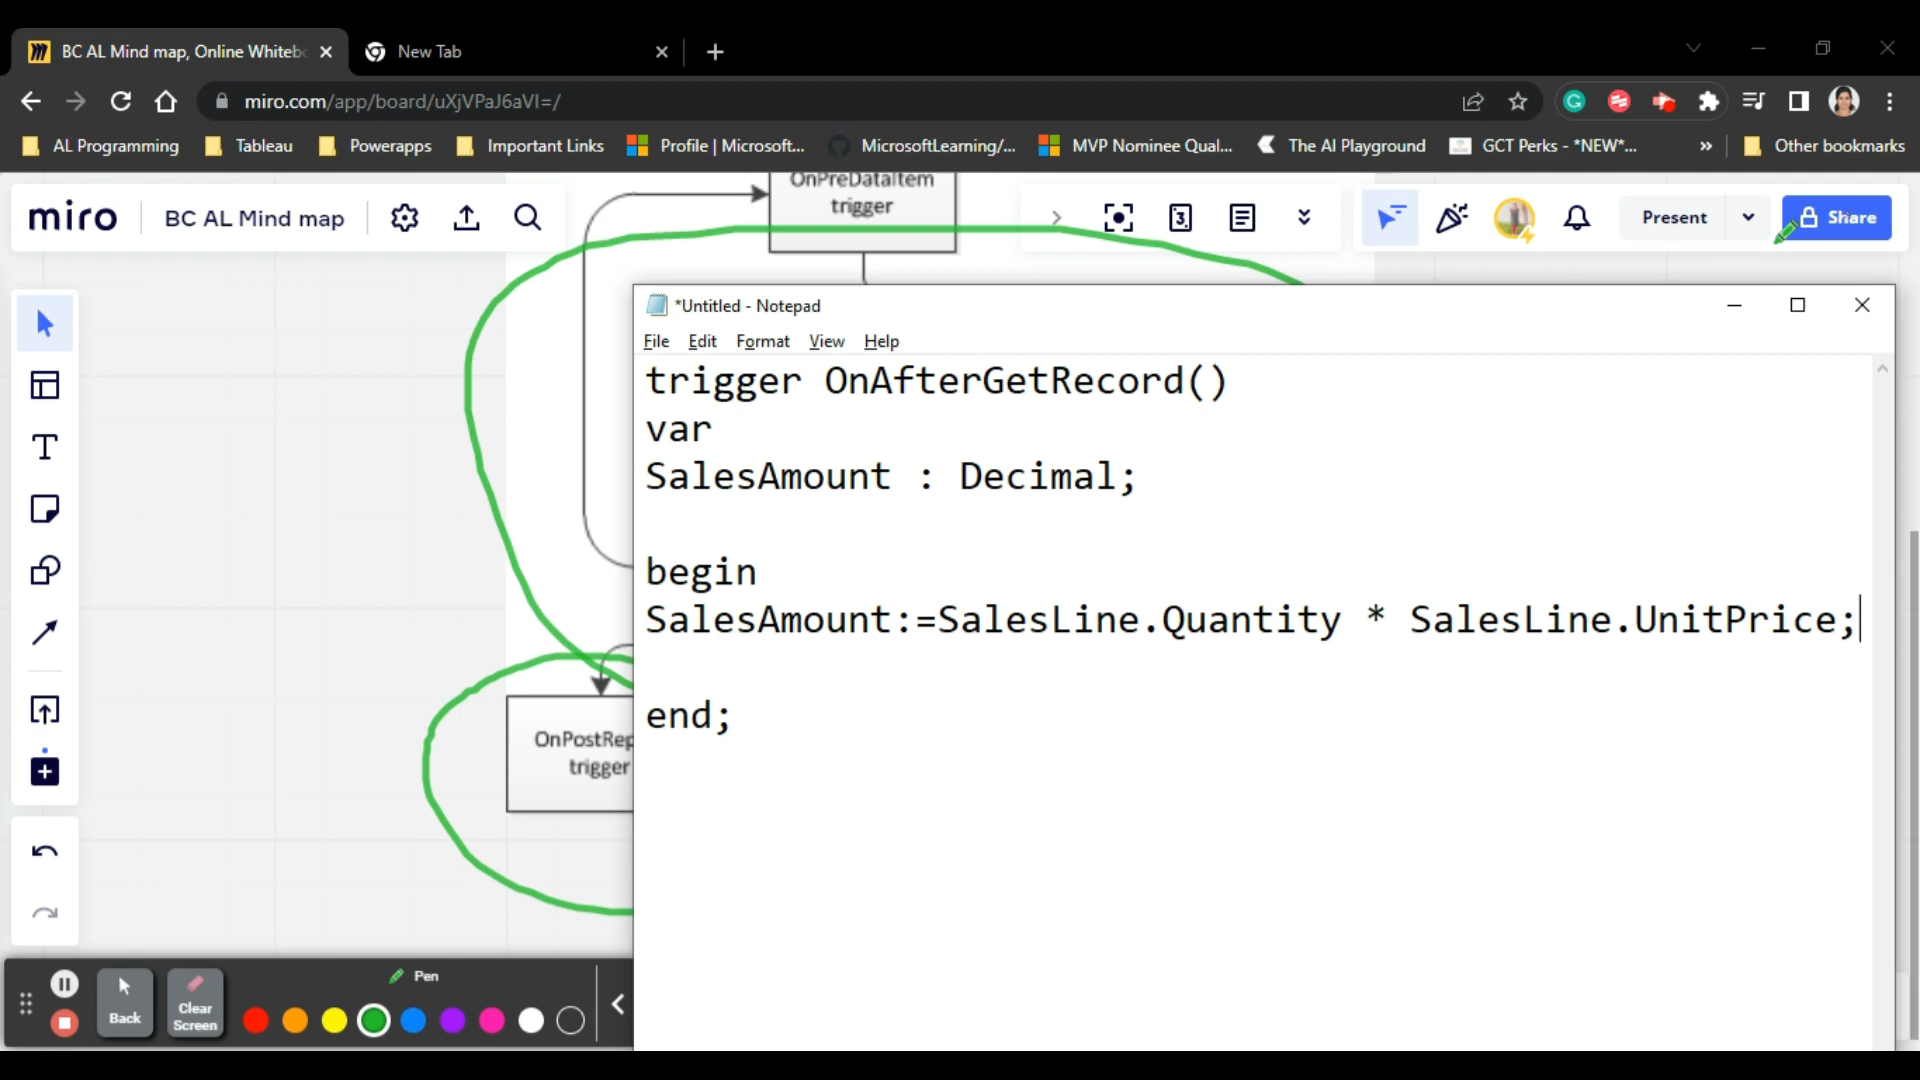 BC AL Mind map, Online Whitebo
New Tab
miro.com/app/board/uXjVPaJ6aVI=/
AL Programming
Tableau
Powerapps
Important Links
Profile | Microsoft...
MicrosoftLearning/...
MVP Nominee Qual...
The AI Playground
GCT Perks - *NEW*...
»
Other bookmarks
miro
BC AL Mind map
Present
Share
OnPreDataItem
trigger
*Untitled - Notepad
File Edit Format View Help
trigger OnAfterGetRecord()
var
SalesAmount : Decimal;
begin
SalesAmount:=SalesLine.Quantity * SalesLine.UnitPrice;
end;
OnPostRep
trigger
Pen
Back
Clear
Screen